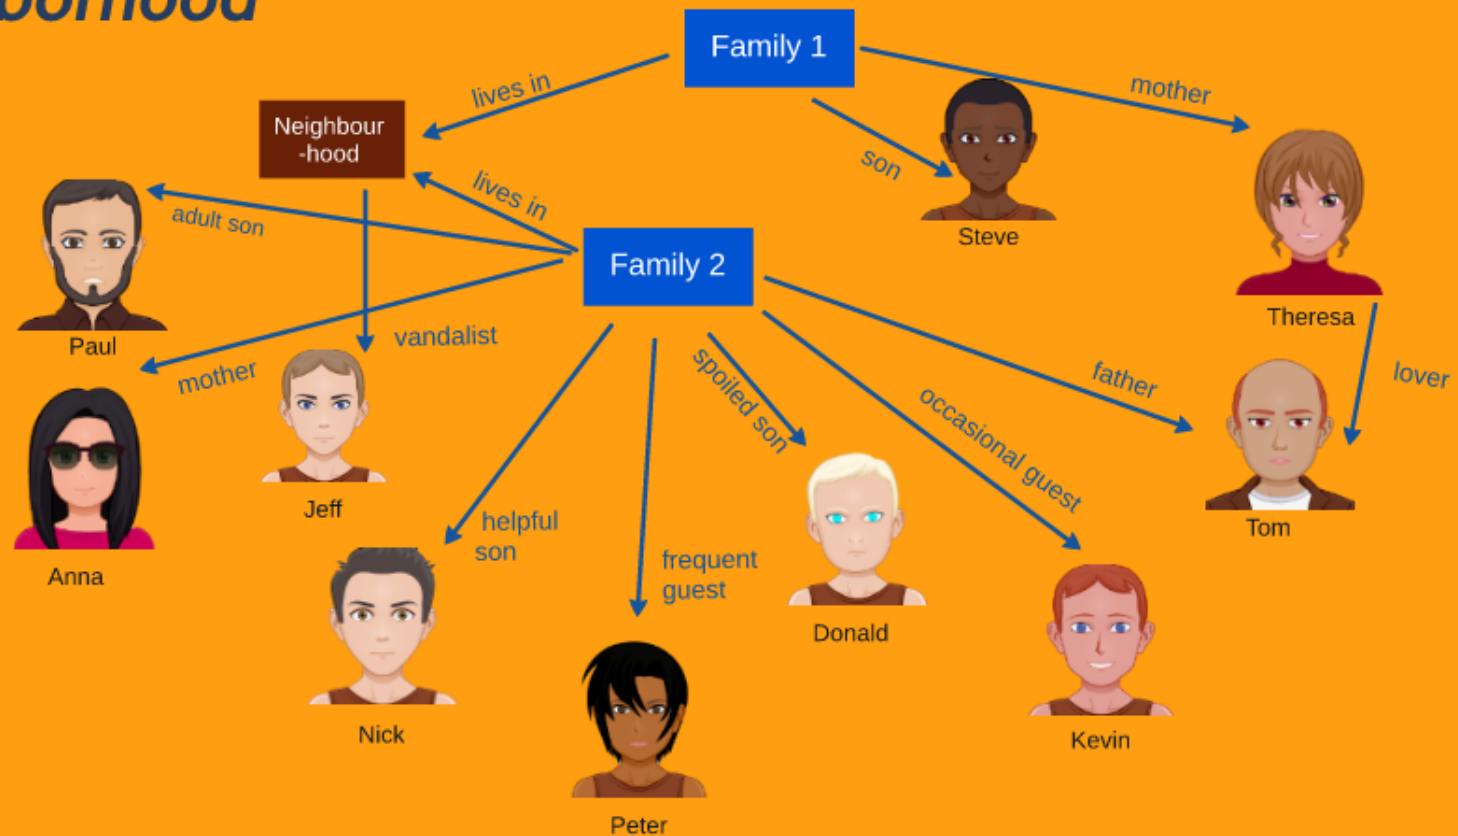 borhood
Family 1
lives in
mother
Neighbour
-hood
son
Steve
lives in
adult son
Family 2
Theresa
Paul
vandalist
mother
spoiled son
father
lover
occasional guest
Jeff
helpful
son
Tom
Anna
frequent
guest
Donald
Nick
Kevin
Peter